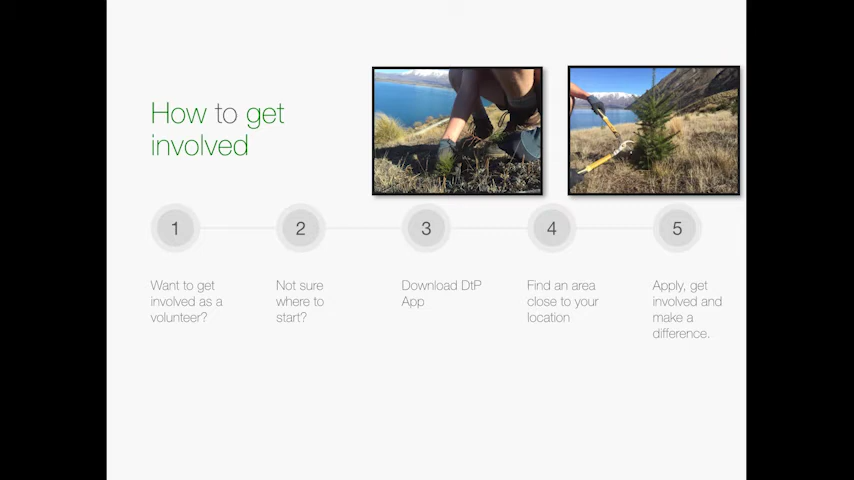 How to get
involved
1
2
3
4
5
Want to get
involved as a
volunteer?
Not sure
where to
start?
Download DtP
App
Find an area
close to your
location
Apply, get
involved and
make a
difference.